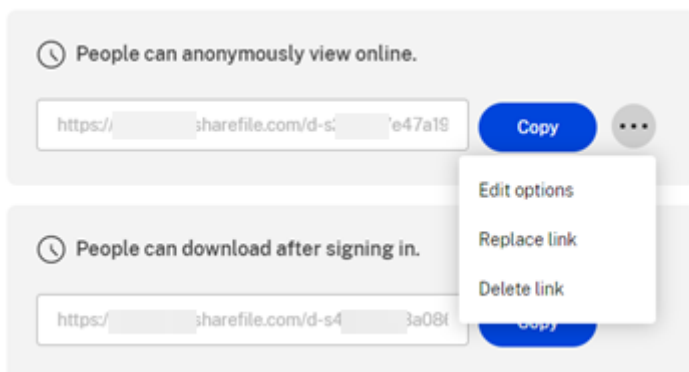 People can anonymously view online.
https:// sharefile.com/d-s 'e47a19
Copy
Edit options
Replace link
Delete link
People can download after signing in.
https:/ sharefile.com/d-s4 3a08
Copy